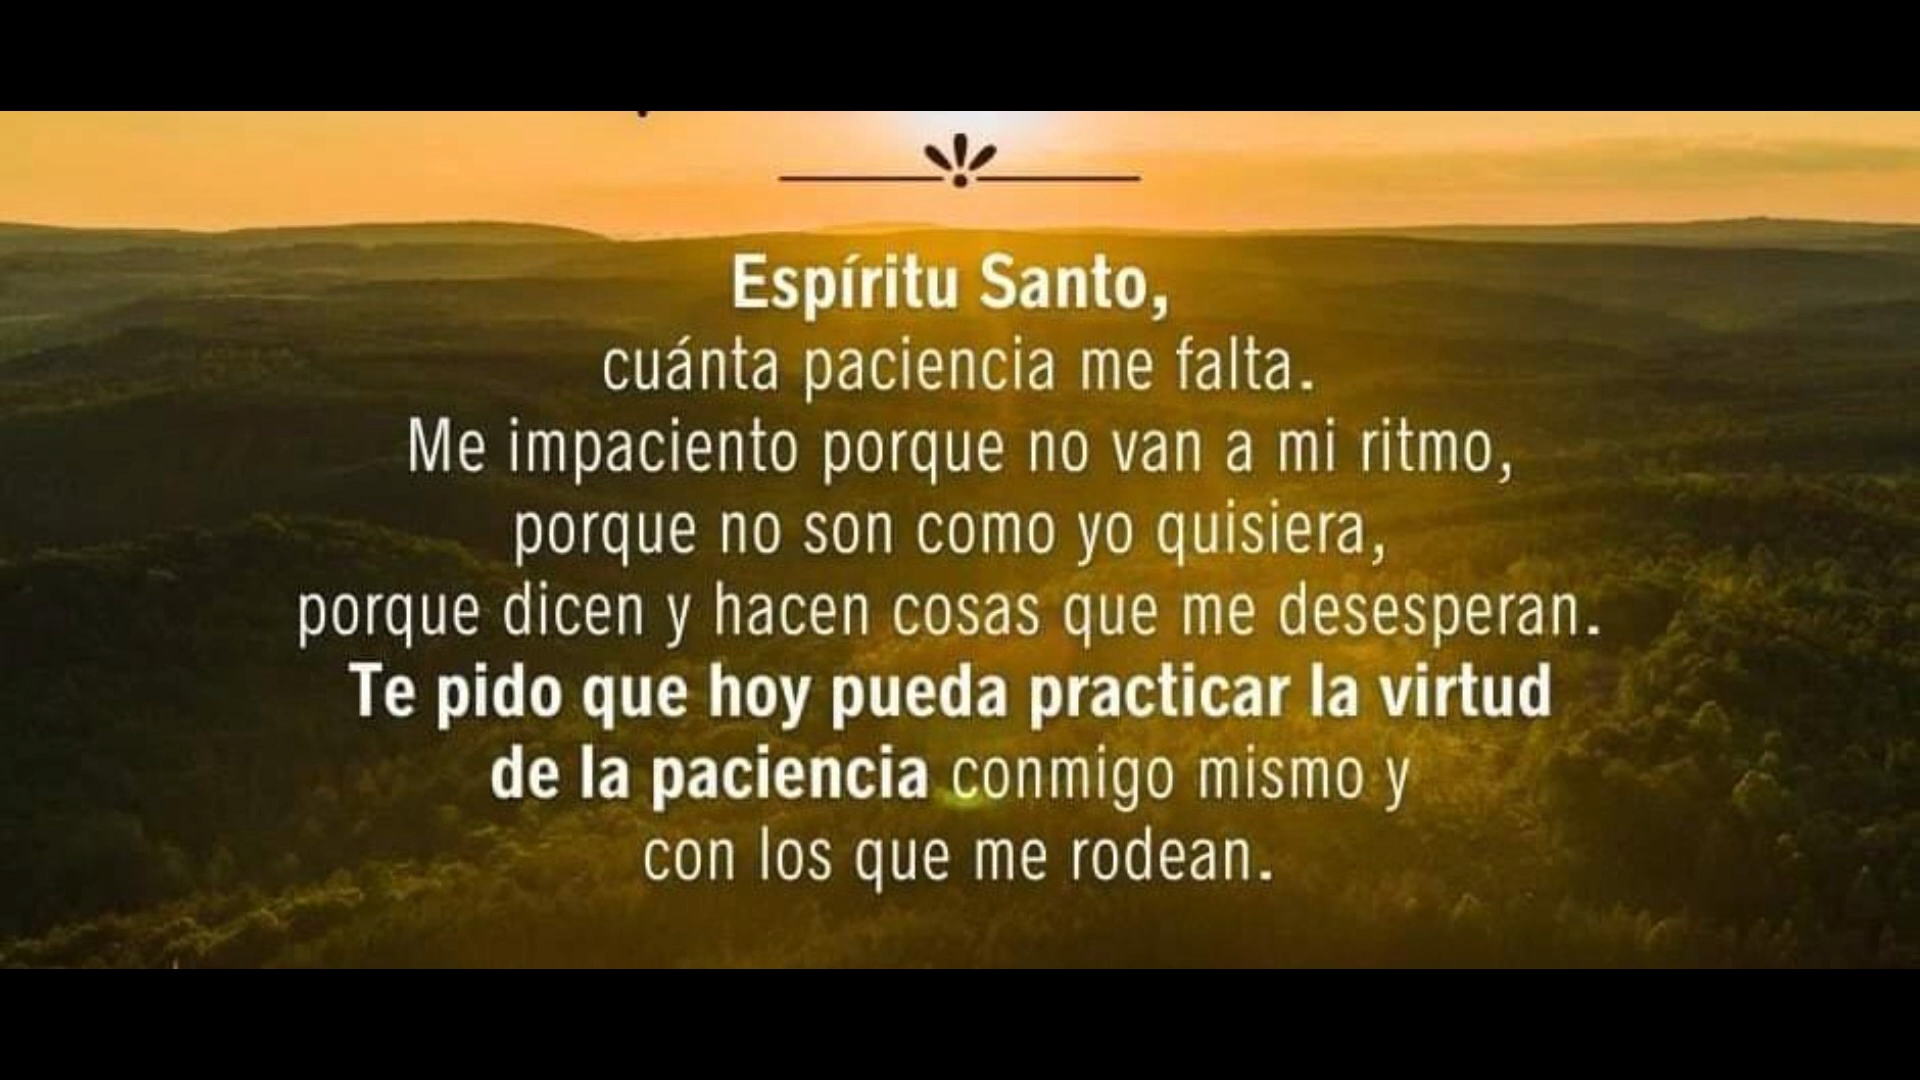 Espíritu Santo,
cuánta paciencia me falta.
Me impaciento porque no van a mi ritmo,
porque no son como yo quisiera,
porque dicen y hacen cosas que me desesperan.
Te pido que hoy pueda practicar la virtud
de la paciencia conmigo mismo y
con los que me rodean.